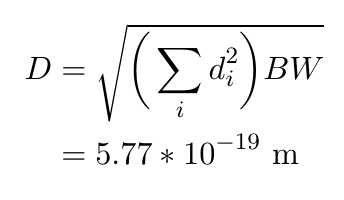 D = √((∑_i d_i^2) BW)
= 5.77 * 10^{-19} m